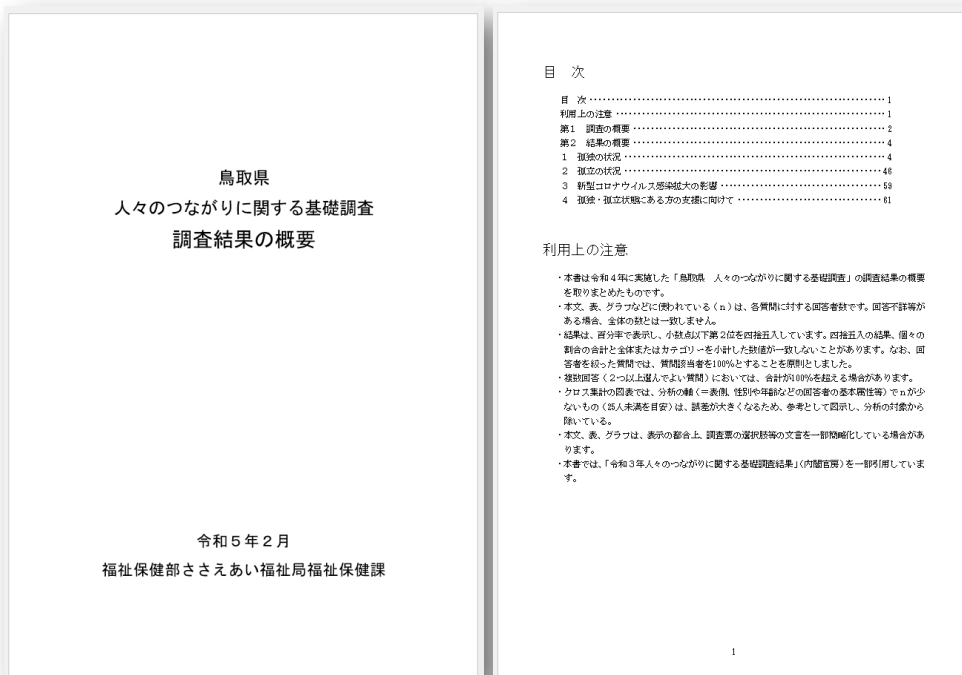 鳥取県
人々のつながりに関する基礎調査
調査結果の概要
令和５年２月
福祉保健部ささえあい福祉局福祉保健課
目　次
目　次 ････････････････････････････････ 1
利用上の注意 ････････････････････････････････ 1
第１　調査の概要 ････････････････････････････････ 2
第２　結果の概要 ････････････････････････････････ 4
１　孤独の状況 ････････････････････････････････ 4
２　孤立の状況 ････････････････････････････････ 46
３　新型コロナウイルス感染拡大の影響 ････････････････････････････････ 59
４　孤独・孤立状態にある方の支援に向けて ････････････････････････････････ 61
利用上の注意
・本書は令和４年に実施した「鳥取県　人々のつながりに関する基礎調査」の調査結果の概要
を取りまとめたものです。
・本文、表、グラフなどに使われている（ｎ）は、各質問に対する回答者数です。回答不詳等が
ある場合、全体の数とは一致しません。
・結果は、百分率で表示し、小数点以下第２位を四捨五入しています。四捨五入の結果、個々の
割合の合計と全体またはカテゴリーを小計した数値が一致しないことがあります。なお、回
答者を絞った質問では、質問該当者を100%とすることを原則としました。
・複数回答（２つ以上選んでよい質問）においては、合計が100%を超える場合があります。
・クロス集計の図表では、分析の軸（＝表側、性別や年齢などの回答者の基本属性等）でｎが少
ないもの（25人未満を目安）は、誤差が大きくなるため、参考として図示し、分析の対象から
除いている。
・本文、表、グラフは、表示の都合上、調査票の選択肢等の文言を一部簡略化している場合があ
ります。
・本書では、「令和３年人々のつながりに関する基礎調査結果」（内閣官房）を一部引用していま
す。
1